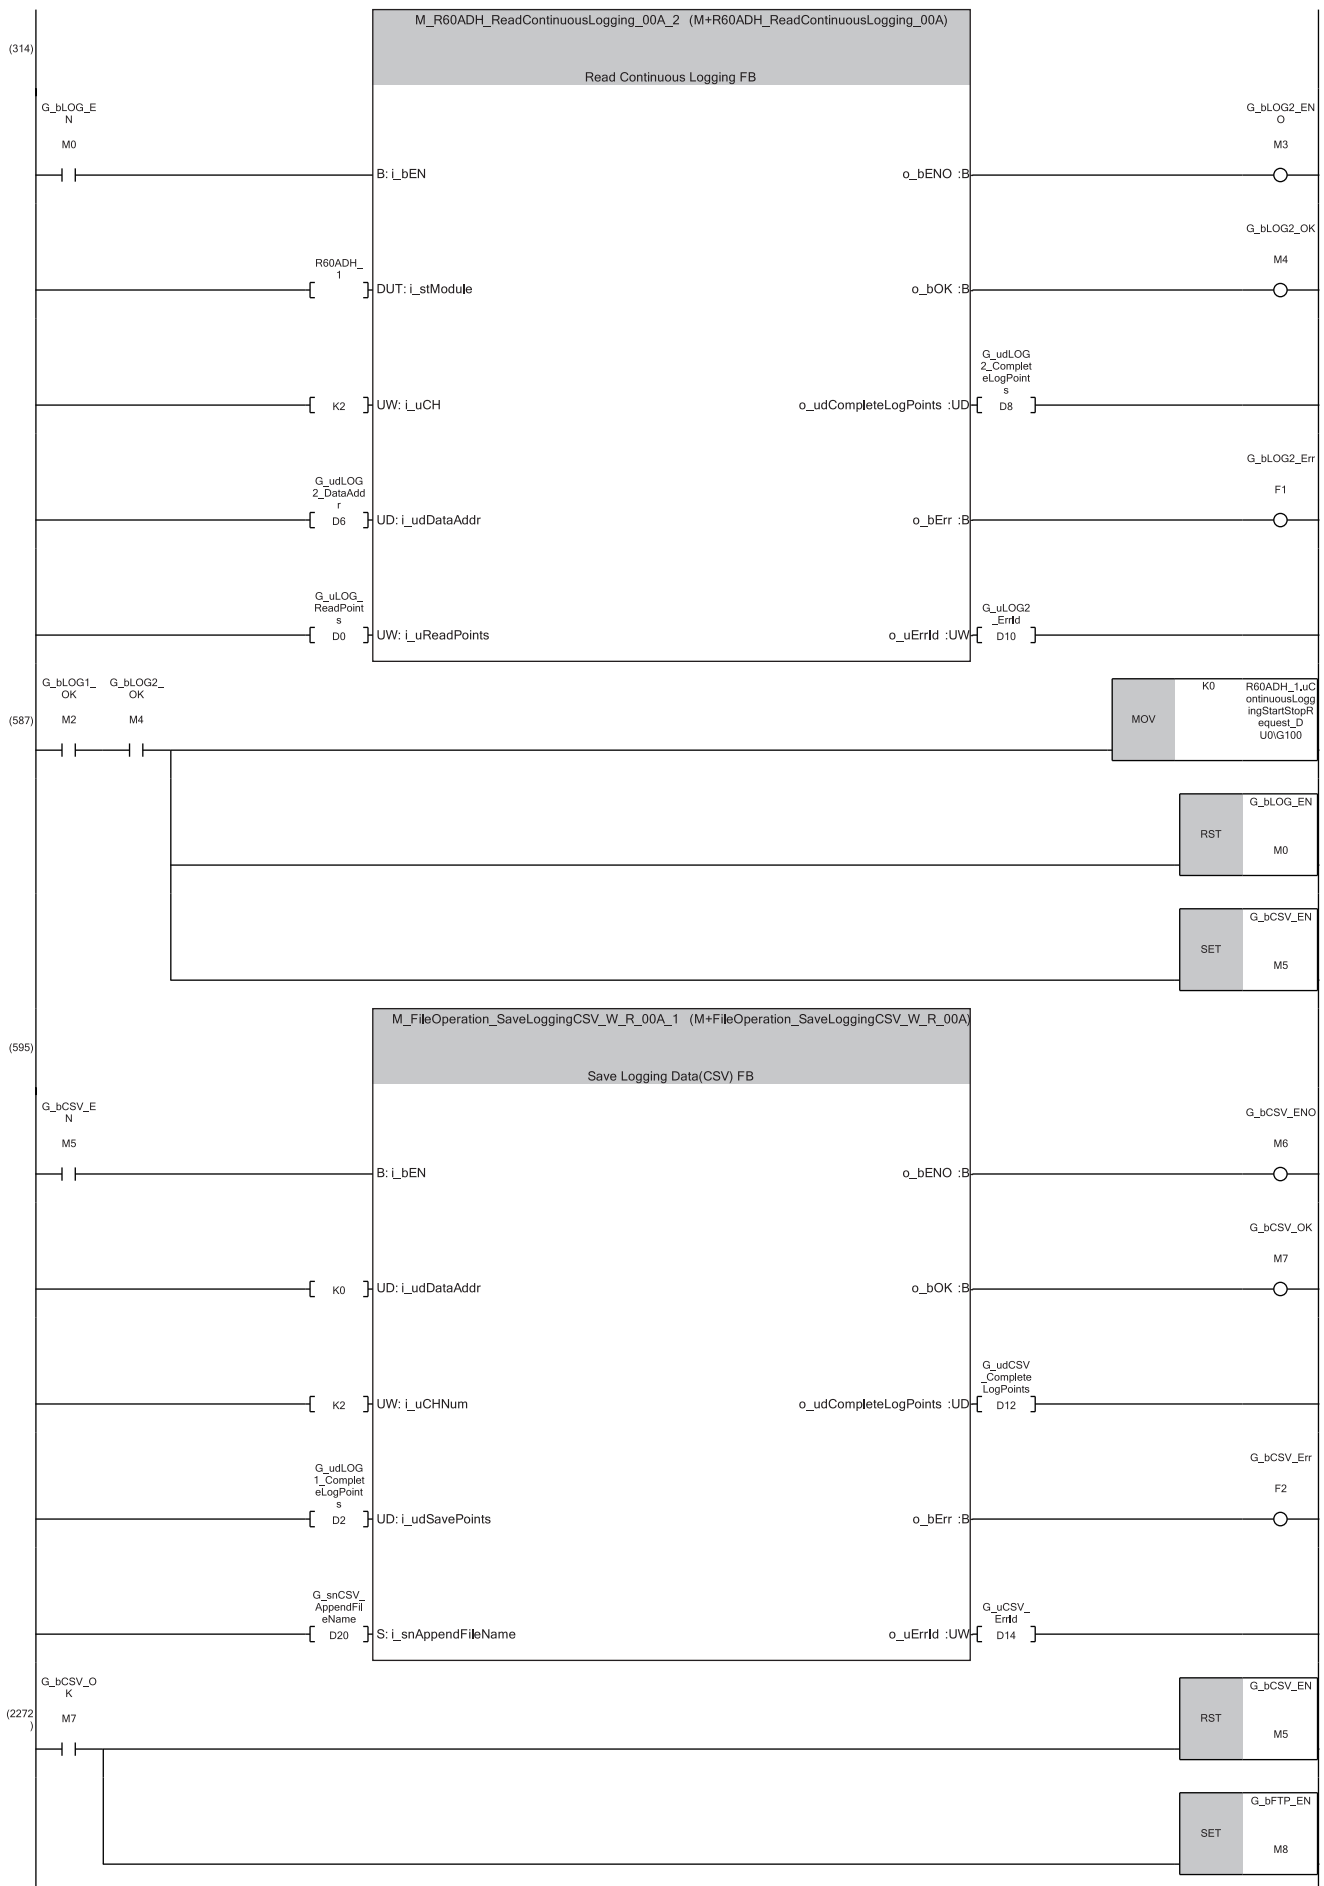 M_R60ADH_ReadContinuousLogging_00A_2 (M+R60ADH_ReadContinuousLogging_00A)
(314)
Read Continuous Logging FB
G_bLOG_E
N
M0
B: i_bEN
o_bENO :B
G_bLOG2_EN
O
M3
R60ADH_
1
DUT: i_stModule
o_bOK :B
G_bLOG2_OK
M4
K2
UW: i_uCH
o_udCompleteLogPoints :UD
G_udLOG
2_Complet
eLogPoint
s
D8
G_udLOG
2_DataAdd
r
D6
UD: i_udDataAddr
o_bErr :B
G_bLOG2_Err
F1
G_uLOG_
ReadPoint
s
D0
UW: i_uReadPoints
o_uErrId :UW
G_uLOG2
_ErrId
D10
(587)
G_bLOG1_
OK
M2
G_bLOG2_
OK
M4
MOV
K0
R60ADH_1.uC
ontinuousLogg
ingStartStopR
equest_D
U0\G100
RST
G_bLOG_EN
M0
SET
G_bCSV_EN
M5
M_FileOperation_SaveLoggingCSV_W_R_00A_1 (M+FileOperation_SaveLoggingCSV_W_R_00A)
(595)
Save Logging Data(CSV) FB
G_bCSV_E
N
M5
B: i_bEN
o_bENO :B
G_bCSV_ENO
M6
K0
UD: i_udDataAddr
o_bOK :B
G_bCSV_OK
M7
K2
UW: i_uCHNum
o_udCompleteLogPoints :UD
G_udCSV
_Complete
LogPoints
D12
G_udLOG
1_Complet
eLogPoint
s
D2
UD: i_udSavePoints
o_bErr :B
G_bCSV_Err
F2
G_snCSV_
AppendFil
eName
D20
S: i_snAppendFileName
o_uErrId :UW
G_uCSV_
ErrId
D14
(2272
)
G_bCSV_O
K
M7
RST
G_bCSV_EN
M5
SET
G_bFTP_EN
M8